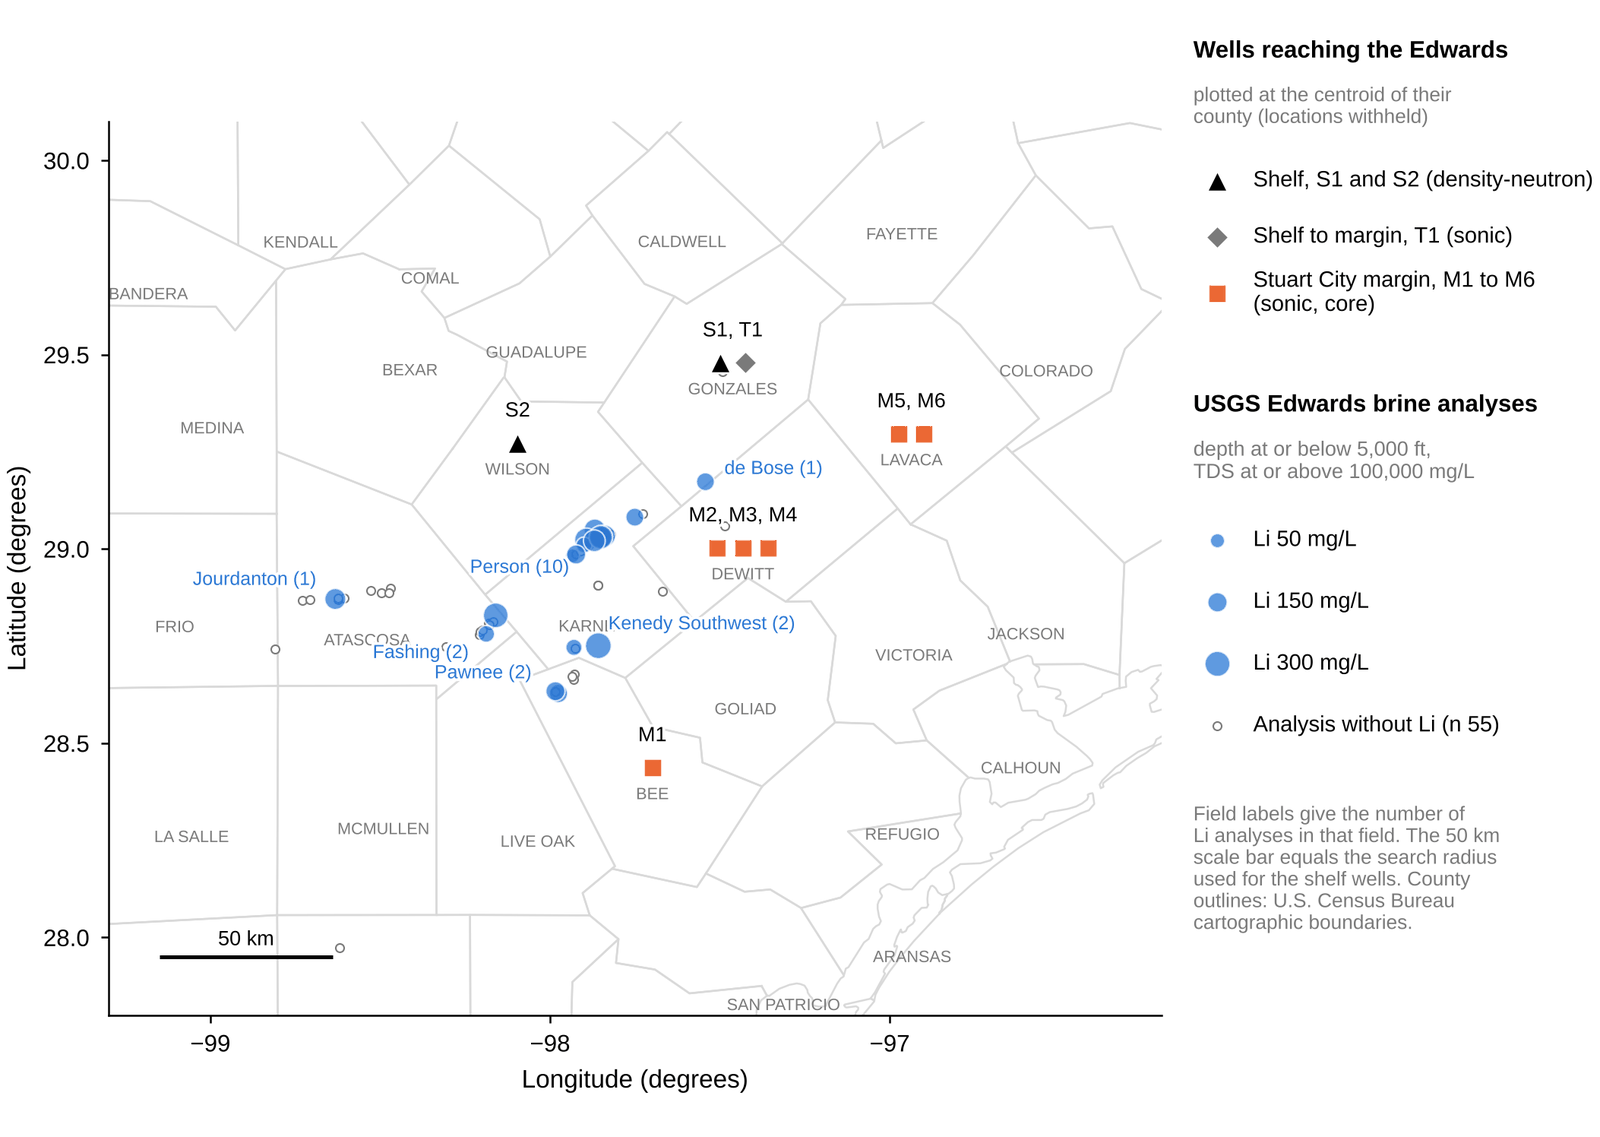 Wells reaching the Edwards
plotted at the centroid of their
county (locations withheld)
Shelf, S1 and S2 (density-neutron)
Shelf to margin, T1 (sonic)
Stuart City margin, M1 to M6
(sonic, core)
USGS Edwards brine analyses
depth at or below 5,000 ft,
TDS at or above 100,000 mg/L
Li 50 mg/L
Li 150 mg/L
Li 300 mg/L
Analysis without Li (n 55)
Field labels give the number of
Li analyses in that field. The 50 km
scale bar equals the search radius
used for the shelf wells. County
outlines: U.S. Census Bureau
cartographic boundaries.
Latitude (degrees)
30.0
29.5
29.0
28.5
28.0
KENDALL
CALDWELL
FAYETTE
COMAL
BANDERA
S1, T1
GUADALUPE
BEXAR
GONZALES
COLORADO
M5, M6
S2
MEDINA
LAVACA
WILSON
de Bose (1)
M2, M3, M4
Person (10)
DEWITT
Jourdanton (1)
FRIO
ATASCOSA
KARNI
Kenedy Southwest (2)
JACKSON
Fashing (2)
VICTORIA
Pawnee (2)
GOLIAD
M1
CALHOUN
BEE
LA SALLE
MCMULLEN
LIVE OAK
REFUGIO
50 km
ARANSAS
SAN PATRICIO
−99
−98
−97
Longitude (degrees)